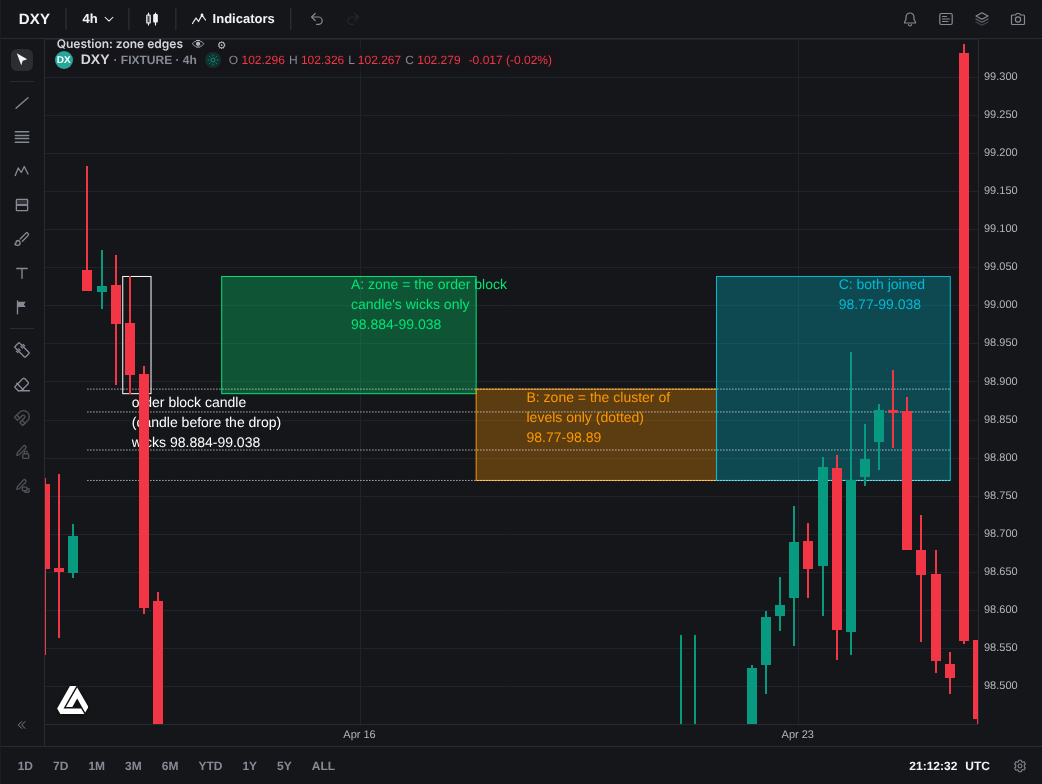 DXY
4h
Indicators
Question: zone edges
DX DXY · FIXTURE · 4h O 102.296 H 102.326 L 102.267 C 102.279 -0.017 (-0.02%)
99.300
99.250
99.200
99.150
99.100
99.050
99.000
98.950
98.900
98.850
98.800
98.750
98.700
98.650
98.600
98.550
98.500
A: zone = the order block
candle's wicks only
98.884-99.038
C: both joined
98.77-99.038
B: zone = the cluster of
levels only (dotted)
98.77-98.89
order block candle
(candle before the drop)
wicks 98.884-99.038
Apr 16
Apr 23
1D 7D 1M 3M 6M YTD 1Y 5Y ALL
21:12:32 UTC